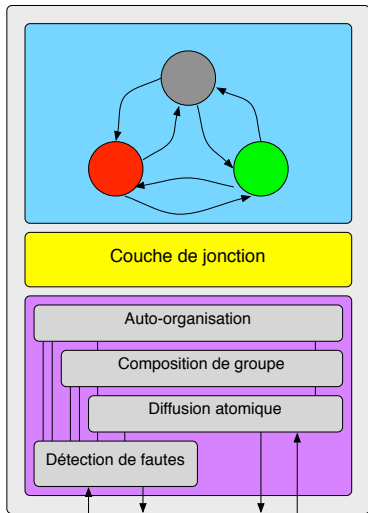 Couche de jonction
Auto-organisation
Composition de groupe
Diffusion atomique
Détection de fautes